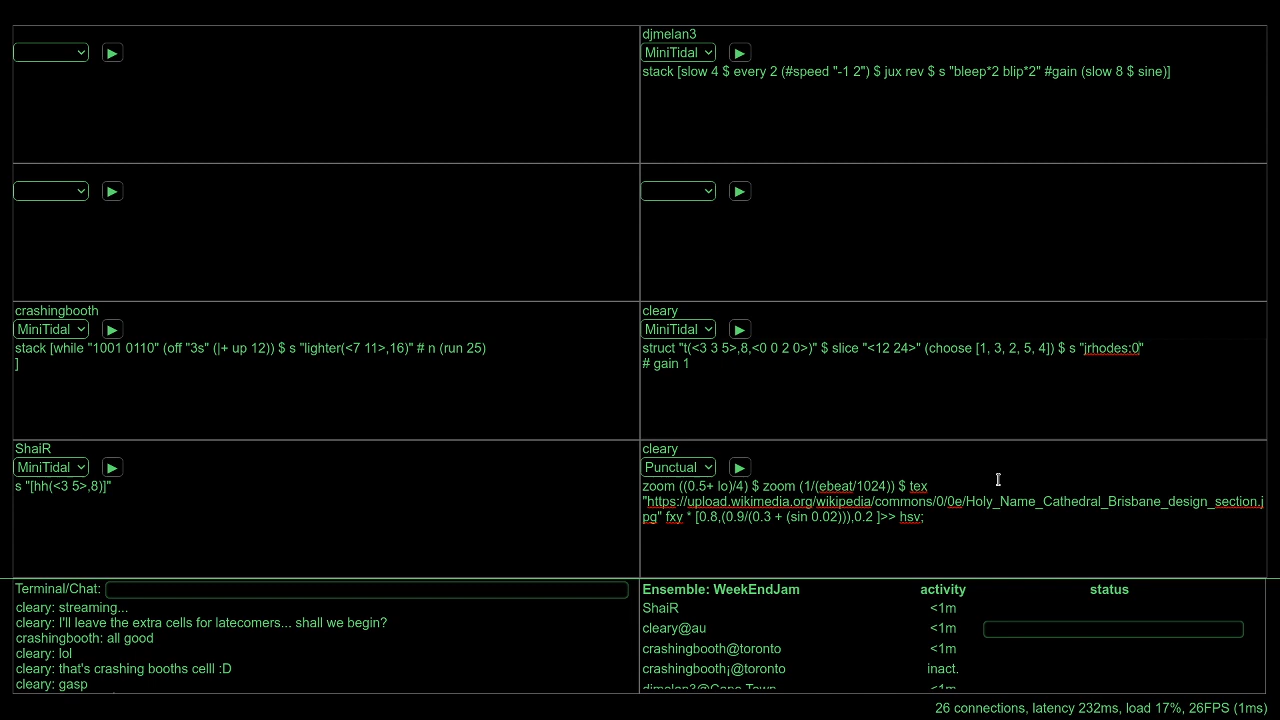 djmelan3
MiniTidal
stack [slow 4 $ every 2 (#speed "-1 2") $ jux rev $ s "bleep*2 blip*2" #gain (slow 8 $ sine)]
crashingbooth
MiniTidal
stack [while "1001 0110" (off "3s" (|+ up 12)) $ s "lighter(<7 11>,16)" # n (run 25)
]
cleary
MiniTidal
struct "t(<3 3 5>,8,<0 0 2 0>)" $ slice "<12 24>" (choose [1, 3, 2, 5, 4]) $ s "jrhodes:0"
# gain 1
ShaiR
MiniTidal
s "[hh(<3 5>,8)]"
cleary
Punctual
zoom ((0.5+ lo)/4) $ zoom (1/(ebeat/1024)) $ tex
"https://upload.wikimedia.org/wikipedia/commons/0/0e/Holy_Name_Cathedral_Brisbane_design_section.j
pg" fxy * [0.8,(0.9/(0.3 + (sin 0.02))),0.2 ]>> hsv;
Terminal/Chat:
cleary: streaming...
cleary: I'll leave the extra cells for latecomers... shall we begin?
crashingbooth: all good
cleary: lol
cleary: that's crashing booths celll :D
cleary: gasp
Ensemble: WeekEndJam activity status
ShaiR <1m
cleary@au <1m
crashingbooth@toronto <1m
crashingbooth¡@toronto inact.
djmelan3@Cape Town <1m
26 connections, latency 232ms, load 17%, 26FPS (1ms)